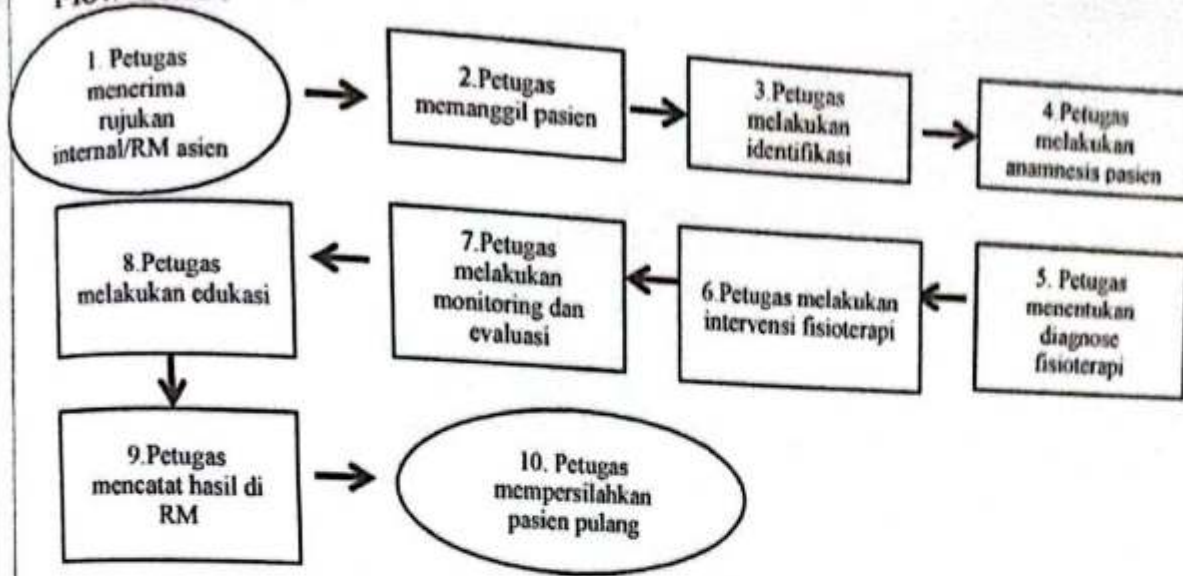 1. Petugas
menerima
rujukan
internal/RM asien
2.Petugas
memanggil pasien
3.Petugas
melakukan
identifikasi
4 Petugas
melakukan
anamnesis pasien
5. Petugas
menentukan
diagnose
fisioterapi
6.Petugas melakukan
intervensi fisioterapi
7.Petugas
melakukan
monitoring dan
evaluasi
8.Petugas
melakukan edukasi
9.Petugas
mencatat hasil di
RM
10. Petugas
mempersilahkan
pasien pulang